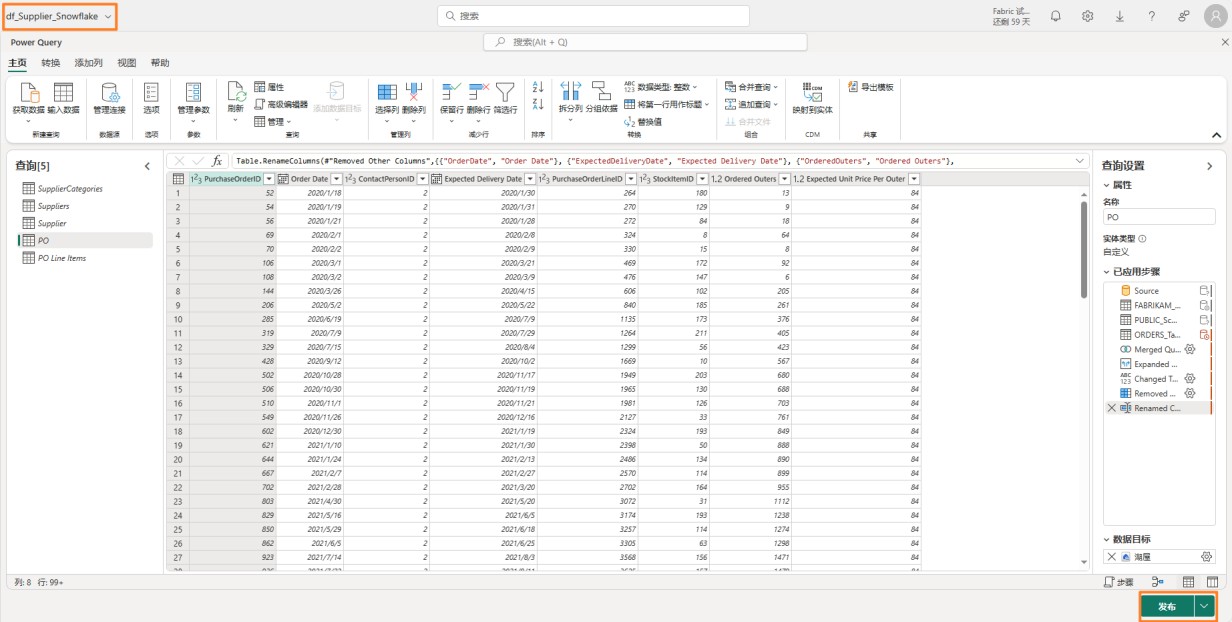 df_Supplier_Snowflake
搜索
Fabric 试...
还剩 59 天
Power Query
搜索(Alt + Q)
主页 转换 添加列 视图 帮助
获取数据 输入数据 管理连接 选项 管理参数 刷新 属性 高级编辑器 管理 添加数据目标 选择列 删除列 保留行 删除行 筛选行 拆分列 分组依据 数据类型: 整数 将第一行用作标题 替换值 合并查询 追加查询 合并文件 映射到实体 导出模板
新建查询 数据源 选项 参数 查询 管理列 减少行 排序 转换 组合 CDM 共享
查询[5]
SupplierCategories
Suppliers
Supplier
PO
PO Line Items
fx Table.RenameColumns(#"Removed Other Columns",{{"OrderDate", "Order Date"}, {"ExpectedDeliveryDate", "Expected Delivery Date"}, {"OrderedOuters", "Ordered Outers"},
PurchaseOrderID Order Date ContactPersonID Expected Delivery Date PurchaseOrderLineID StockItemID Ordered Outers Expected Unit Price Per Outer
1 52 2020/1/18 2 2020/1/30 264 180 13 84
2 54 2020/1/19 2 2020/1/31 270 129 9 84
3 56 2020/1/21 2 2020/1/28 272 84 18 84
4 69 2020/2/1 2 2020/2/8 324 8 64 84
5 70 2020/2/2 2 2020/2/9 330 15 8 84
6 106 2020/3/1 2 2020/3/21 469 172 92 84
7 108 2020/3/2 2 2020/3/9 476 147 6 84
8 144 2020/3/26 2 2020/4/15 606 102 205 84
9 206 2020/5/2 2 2020/5/22 840 185 261 84
10 285 2020/6/19 2 2020/7/9 1135 173 376 84
11 319 2020/7/9 2 2020/7/29 1264 211 405 84
12 329 2020/7/15 2 2020/8/4 1299 56 423 84
13 428 2020/9/12 2 2020/10/2 1669 10 567 84
14 502 2020/10/28 2 2020/11/17 1949 203 680 84
15 506 2020/10/30 2 2020/11/19 1965 130 688 84
16 510 2020/11/1 2 2020/11/21 1981 126 703 84
17 549 2020/11/26 2 2020/12/16 2127 33 761 84
18 602 2020/12/30 2 2021/1/19 2324 193 849 84
19 621 2021/1/10 2 2021/1/30 2398 50 888 84
20 644 2021/1/24 2 2021/2/13 2486 134 890 84
21 667 2021/2/7 2 2021/2/27 2570 114 899 84
22 702 2021/2/28 2 2021/3/20 2702 164 955 84
23 803 2021/4/30 2 2021/5/20 3072 31 1112 84
24 829 2021/5/16 2 2021/6/5 3174 193 1238 84
25 850 2021/5/29 2 2021/6/18 3257 114 1274 84
26 862 2021/6/5 2 2021/6/25 3305 63 1298 84
27 923 2021/7/14 2 2021/8/3 3568 156 1471 84
查询设置
属性
名称
PO
实体类型
自定义
已应用步骤
Source
FABRIKAM_...
PUBLIC_Sc...
ORDERS_Ta...
Merged Qu...
Expanded ...
Changed T...
Removed ...
Renamed C...
数据目标
湖屋
列: 8 行: 99+
步骤
发布